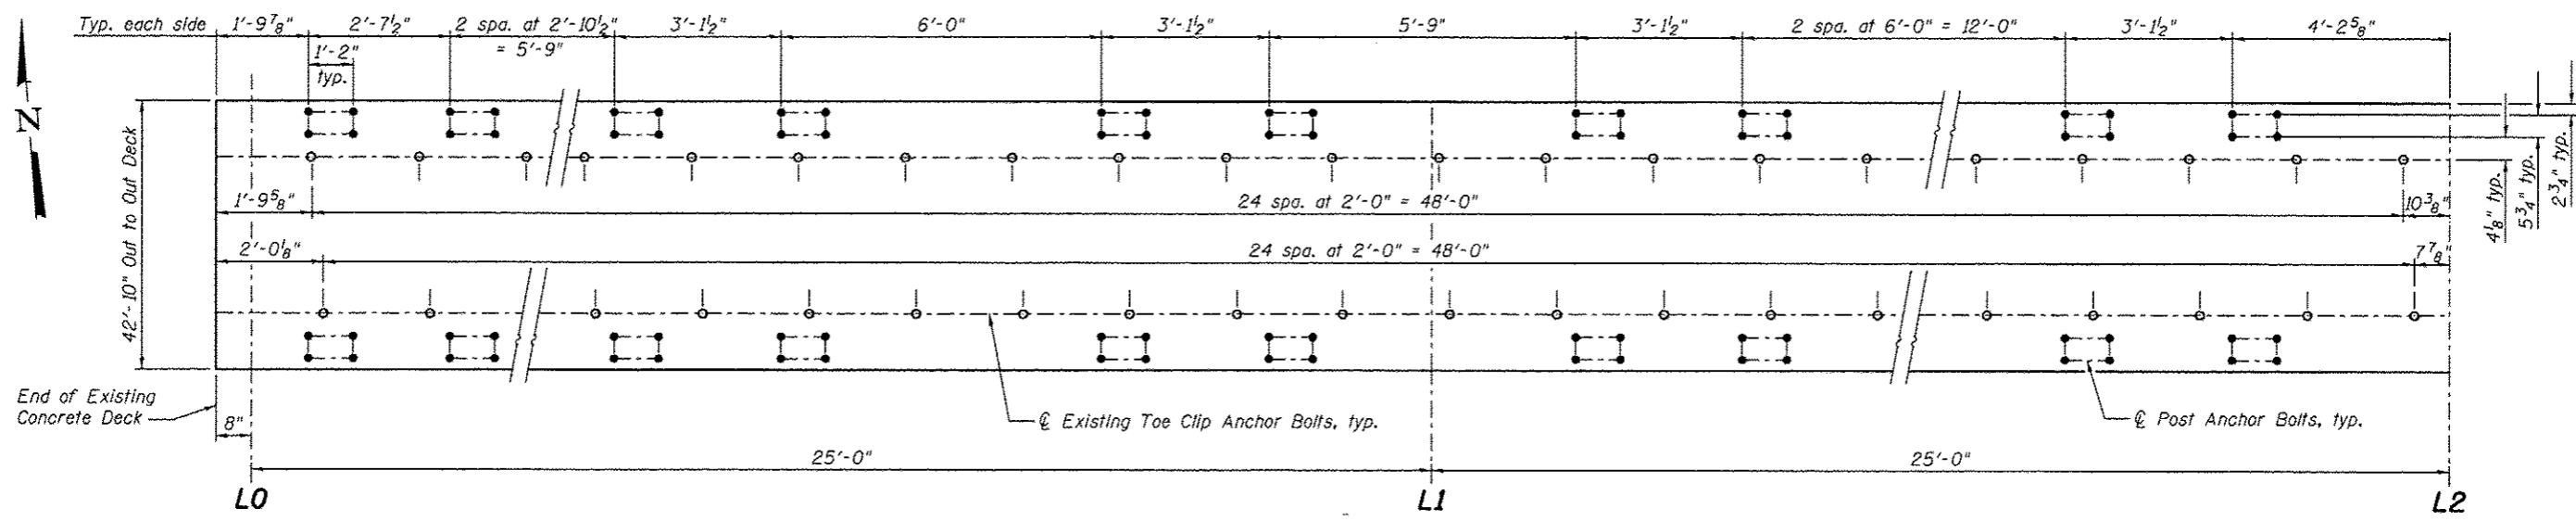 Typ. each side
1'-9⅞"
2'-7½"
2 spa. at 2'-10½"
= 5'-9"
3'-1½"
6'-0"
3'-1½"
5'-9"
3'-1½"
2 spa. at 6'-0" = 12'-0"
3'-1½"
4'-2⅝"
1'-2"
typ.
N
42'-10" Out to Out Deck
1'-9⅝"
24 spa. at 2'-0" = 48'-0"
10⅜"
4⅛" typ.
5¾" typ.
2¾" typ.
2'-0⅛"
24 spa. at 2'-0" = 48'-0"
7⅞"
End of Existing
Concrete Deck
8"
℄ Existing Toe Clip Anchor Bolts, typ.
℄ Post Anchor Bolts, typ.
25'-0"
25'-0"
L0
L1
L2